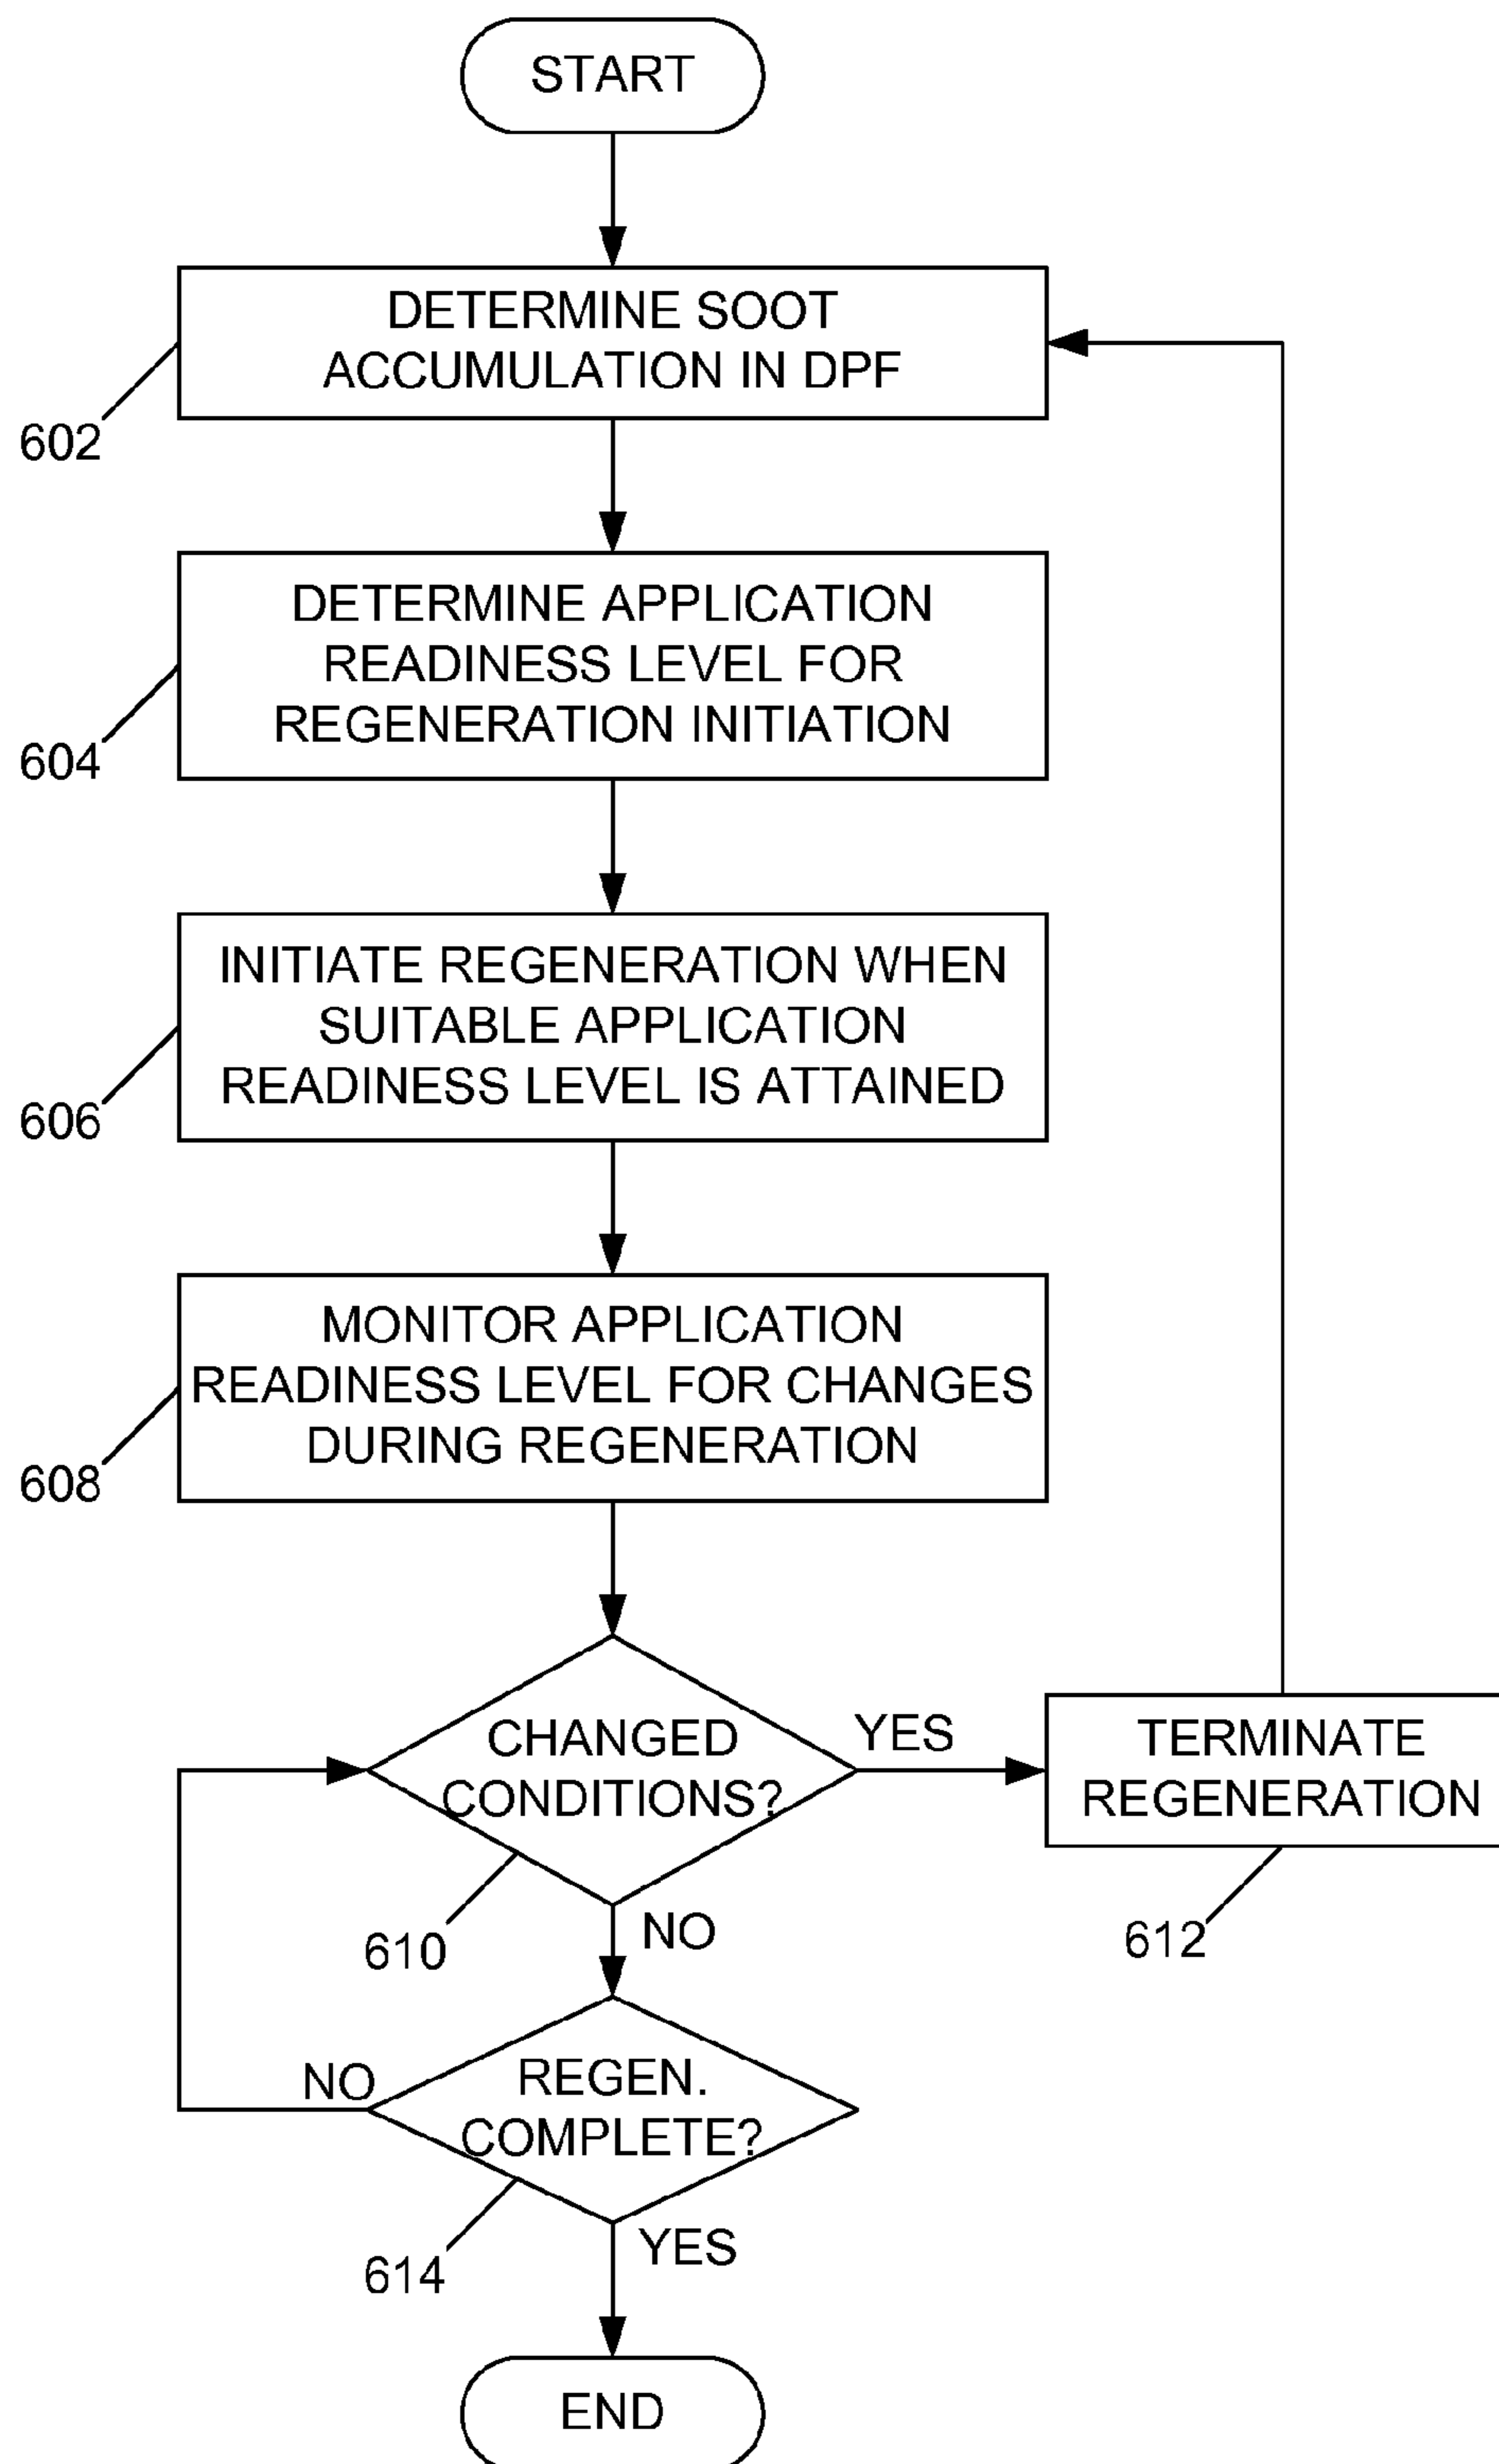 START
DETERMINE SOOT
ACCUMULATION IN DPF
602
DETERMINE APPLICATION
READINESS LEVEL FOR
REGENERATION INITIATION
604
INITIATE REGENERATION WHEN
SUITABLE APPLICATION
READINESS LEVEL IS ATTAINED
606
MONITOR APPLICATION
READINESS LEVEL FOR CHANGES
DURING REGENERATION
608
CHANGED
CONDITIONS?
YES
TERMINATE
REGENERATION
610
NO
612
REGEN.
COMPLETE?
NO
614
YES
END